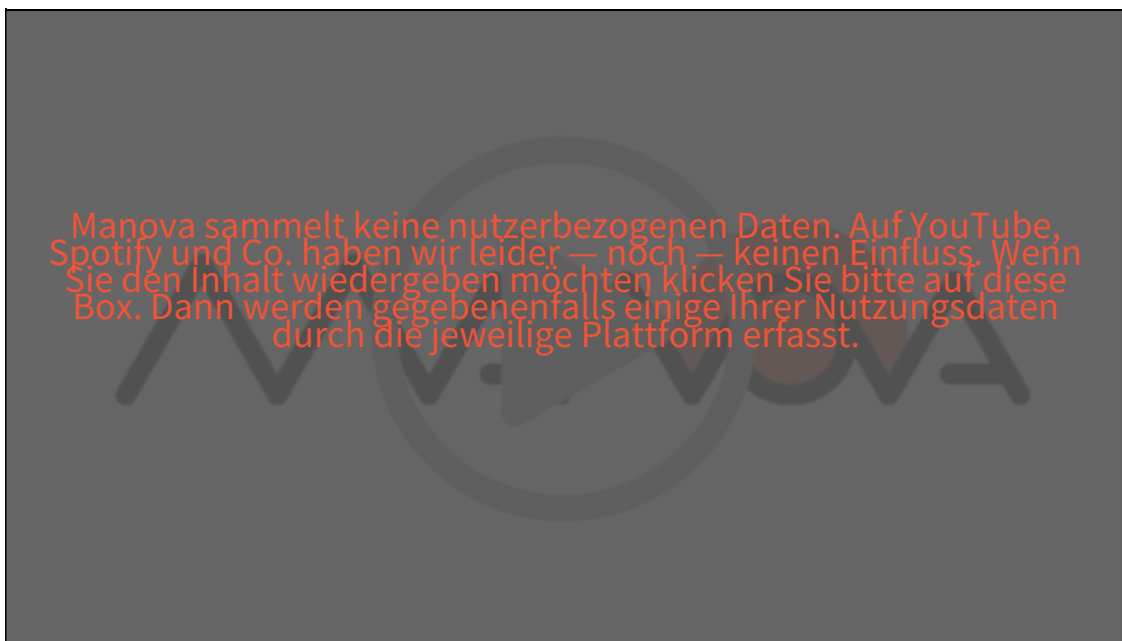 Manova sammelt keine nutzerbezogenen Daten. Auf YouTube,
Spotify und Co. haben wir leider — noch — keinen Einfluss. Wenn
Sie den Inhalt wiedergeben möchten klicken Sie bitte auf diese
Box. Dann werden gegebenenfalls einige Ihrer Nutzungsdaten
durch die jeweilige Plattform erfasst.
MANOVA